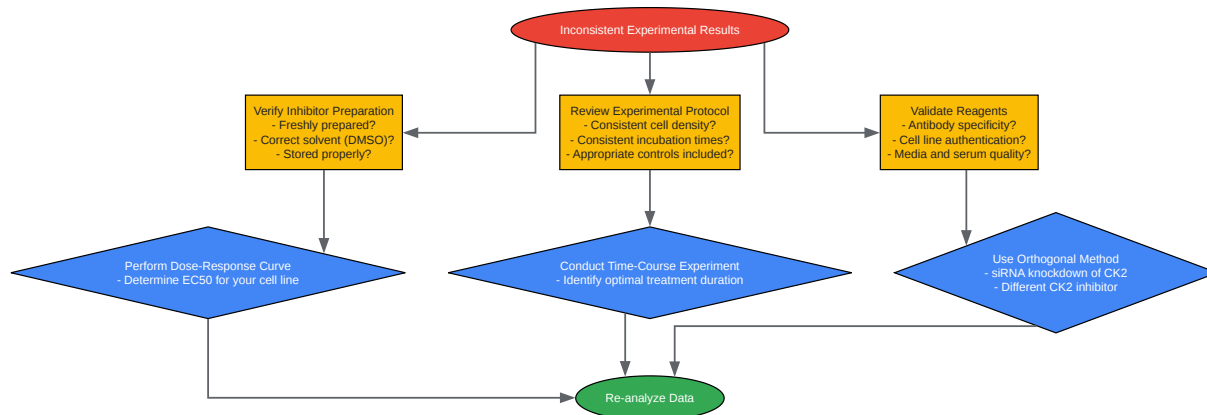 Inconsistent Experimental Results
Verify Inhibitor Preparation
- Freshly prepared?
- Correct solvent (DMSO)?
- Stored properly?
Review Experimental Protocol
- Consistent cell density?
- Consistent incubation times?
- Appropriate controls included?
Validate Reagents
- Antibody specificity?
- Cell line authentication?
- Media and serum quality?
Perform Dose-Response Curve
- Determine EC50 for your cell line
Conduct Time-Course Experiment
- Identify optimal treatment duration
Use Orthogonal Method
- siRNA knockdown of CK2
- Different CK2 inhibitor
Re-analyze Data